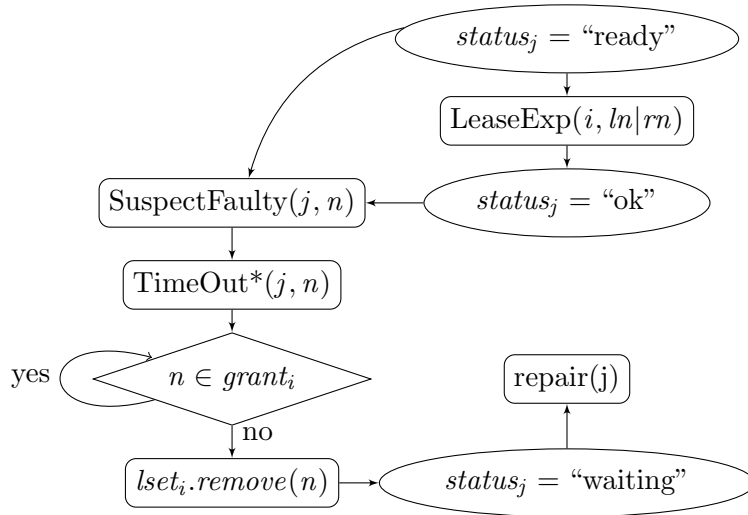 status_j = “ready”
LeaseExp(i, ln|rn)
SuspectFaulty(j, n)
status_j = “ok”
TimeOut*(j, n)
yes
n ∈ grant_i
repair(j)
no
lset_i.remove(n)
status_j = “waiting”